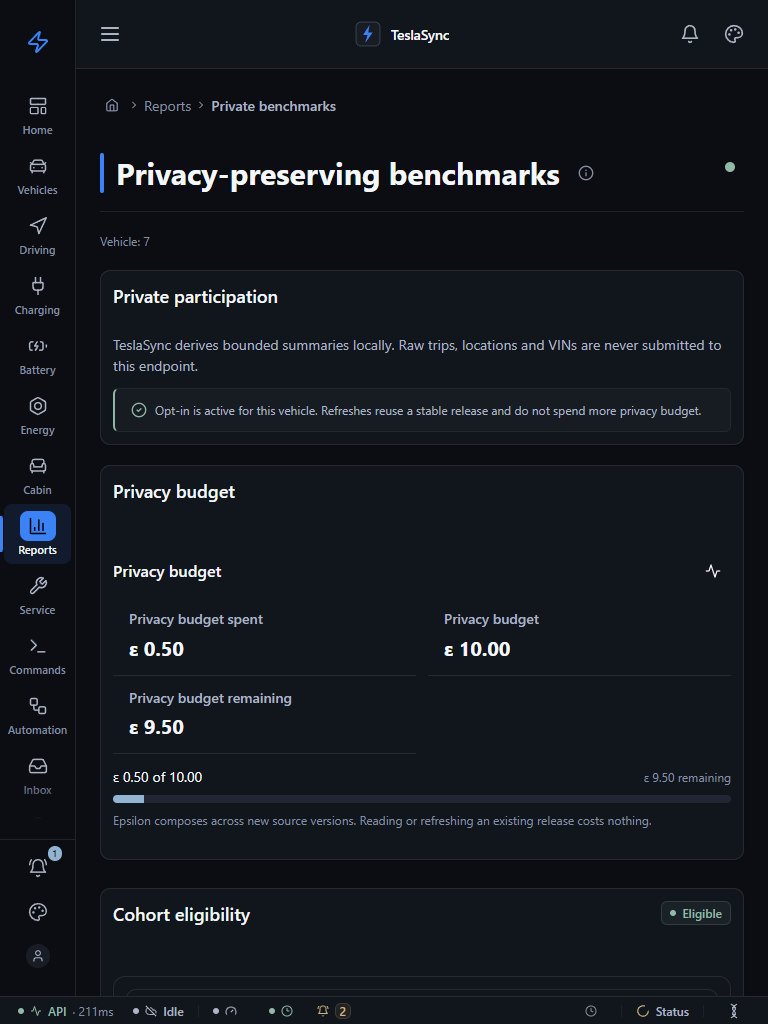 TeslaSync
Home
Vehicles
Driving
Charging
Battery
Energy
Cabin
Reports
Service
Commands
Automation
Inbox
1
Reports
Private benchmarks
Privacy-preserving benchmarks
Vehicle: 7
Private participation
TeslaSync derives bounded summaries locally. Raw trips, locations and VINs are never submitted to
this endpoint.
Opt-in is active for this vehicle. Refreshes reuse a stable release and do not spend more privacy budget.
Privacy budget
Privacy budget
Privacy budget spent
ε 0.50
Privacy budget
ε 10.00
Privacy budget remaining
ε 9.50
ε 0.50 of 10.00
ε 9.50 remaining
Epsilon composes across new source versions. Reading or refreshing an existing release costs nothing.
Cohort eligibility
Eligible
API · 211ms
Idle
2
Status